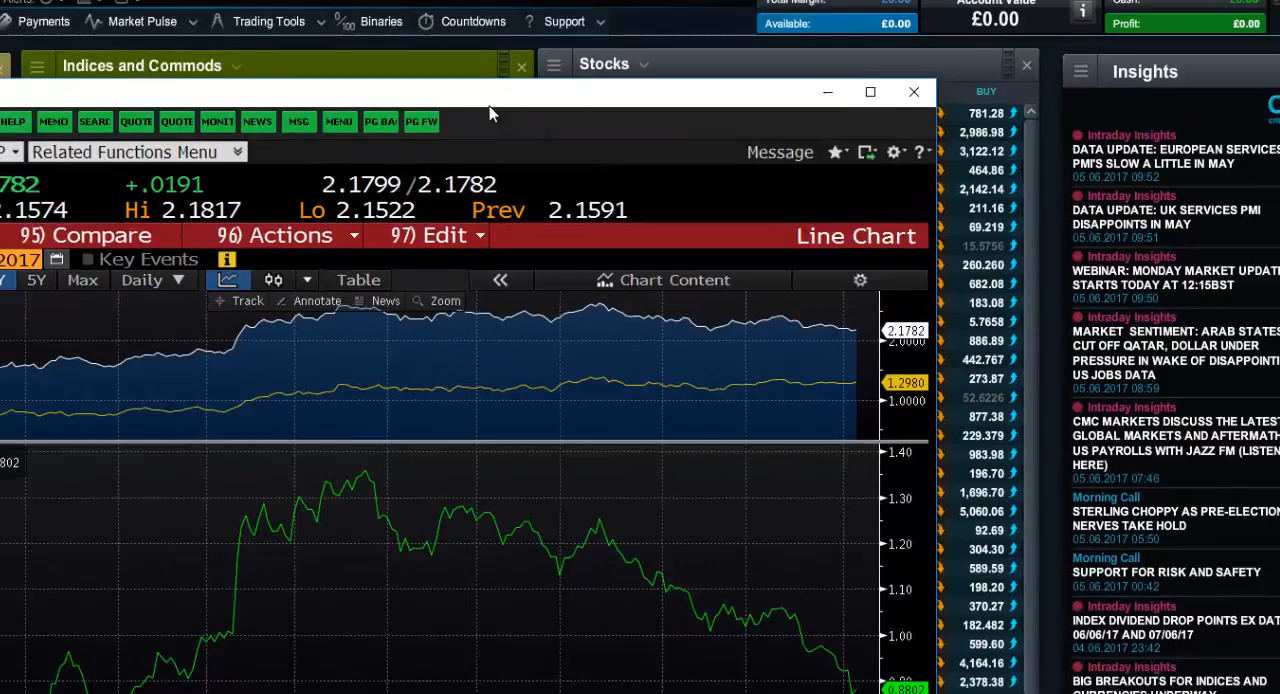 Payments Market Pulse Trading Tools Binaries Countdowns ? Support
Available: £0.00
£0.00
Profit: £0.00
Indices and Commods
Stocks
Insights
HELP MEMO SEARC QUOTE QUOTE MONIT NEWS MSG MENU PG BA PG FW
Related Functions Menu
Message
782 +.0191 2.1799 /2.1782
2.1574 Hi 2.1817 Lo 2.1522 Prev 2.1591
95) Compare 96) Actions 97) Edit Line Chart
2017 Key Events
5Y Max Daily Table Chart Content
Track Annotate News Zoom
2.1782
2.0000
1.2980
1.0000
802
1.40
1.30
1.20
1.10
1.00
0.8802
BUY
781.28
2,986.98
3,122.12
464.86
2,142.14
211.16
69.219
15.5756
260.260
682.08
183.08
5.7658
886.89
442.767
273.87
52.6226
877.38
229.379
983.98
196.70
1,696.70
5,060.06
92.69
304.30
589.59
198.20
370.27
182.482
599.60
4,164.16
2,378.38
Intraday Insights
DATA UPDATE: EUROPEAN SERVICES
PMI'S SLOW A LITTLE IN MAY
05.06.2017 09:52
Intraday Insights
DATA UPDATE: UK SERVICES PMI
DISAPPOINTS IN MAY
05.06.2017 09:51
Intraday Insights
WEBINAR: MONDAY MARKET UPDATE
STARTS TODAY AT 12:15BST
05.06.2017 09:50
Intraday Insights
MARKET SENTIMENT: ARAB STATES
CUT OFF QATAR, DOLLAR UNDER
PRESSURE IN WAKE OF DISAPPOINTI
US JOBS DATA
05.06.2017 08:59
Intraday Insights
CMC MARKETS DISCUSS THE LATEST
GLOBAL MARKETS AND AFTERMATH
US PAYROLLS WITH JAZZ FM (LISTEN
HERE)
05.06.2017 07:46
Morning Call
STERLING CHOPPY AS PRE-ELECTION
NERVES TAKE HOLD
05.06.2017 05:50
Morning Call
SUPPORT FOR RISK AND SAFETY
05.06.2017 00:42
Intraday Insights
INDEX DIVIDEND DROP POINTS EX DAT
06/06/17 AND 07/06/17
04.06.2017 23:42
Intraday Insights
BIG BREAKOUTS FOR INDICES AND